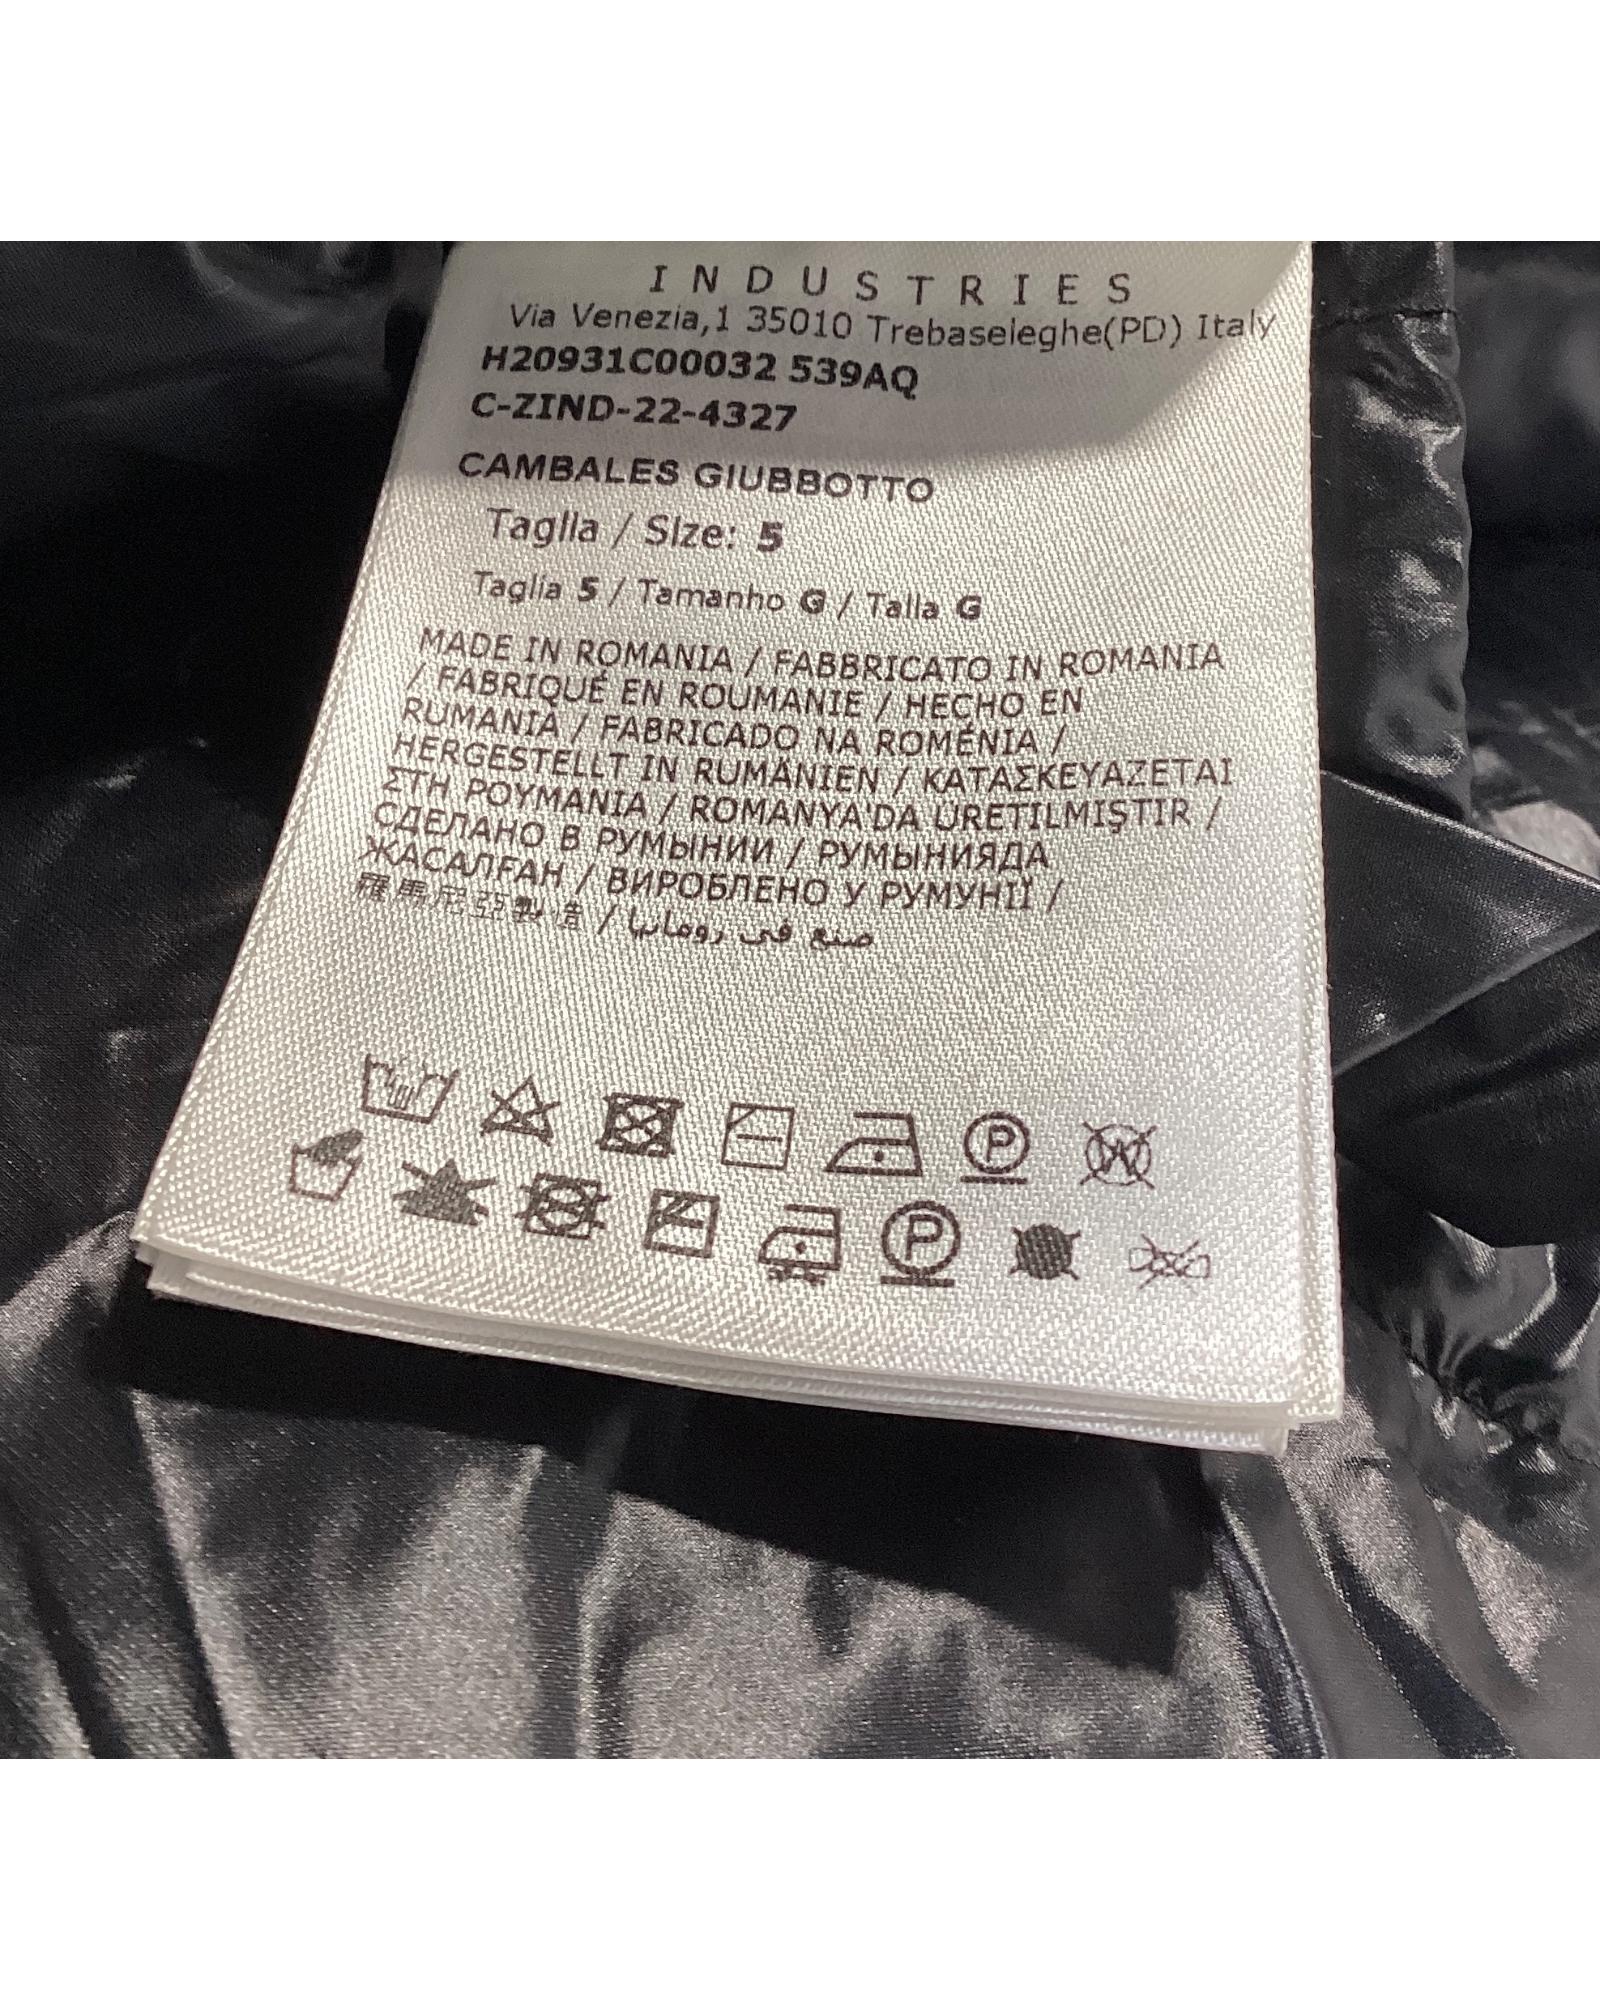 INDUSTRIES
Via Venezia,1 35010 Trebaseleghe(PD) Italy
H20931C00032 539AQ
C-ZIND-22-4327
CAMBALES GIUBBOTTO
Taglia / Size: 5
Taglia 5 / Tamanho G / Talla G
MADE IN ROMANIA / FABBRICATO IN ROMANIA
/ FABRIQUÉ EN ROUMANIE / HECHO EN
RUMANIA / FABRICADO NA ROMÉNIA /
HERGESTELLT IN RUMÄNIEN / ΚΑΤΑΣΚΕΥΑΖΕΤΑΙ
ΣΤΗ ΡΟΥΜΑΝΙΑ / ROMANYA'DA ÜRETILMIŞTIR /
СДЕЛАНО В РУМЫНИИ / РУМЫНИЯДА
ЖАСАЛҒАН / ВИРОБЛЕНО У РУМУНІЇ /
羅馬尼亞製造 / صنع في رومانيا
P W
P